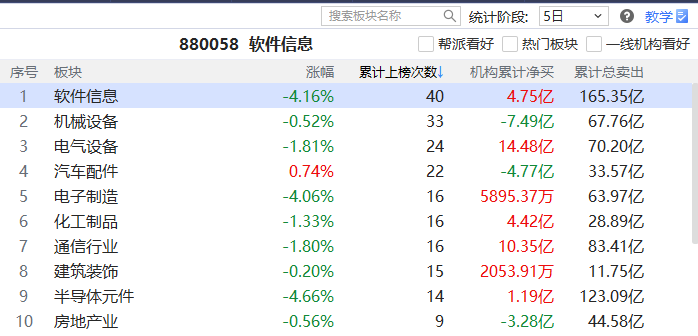 搜索板块名称 统计阶段: 5日 ? 教学
880058 软件信息 帮派看好 热门板块 一线机构看好
序号 板块 涨幅 累计上榜次数↓ 机构累计净买 累计总卖出
1 软件信息 -4.16% 40 4.75亿 165.35亿
2 机械设备 -0.52% 33 -7.49亿 67.76亿
3 电气设备 -1.81% 24 14.48亿 70.20亿
4 汽车配件 0.74% 22 -4.77亿 33.57亿
5 电子制造 -4.06% 16 5895.37万 63.97亿
6 化工制品 -1.33% 16 4.42亿 28.89亿
7 通信行业 -1.80% 16 10.35亿 83.41亿
8 建筑装饰 -0.20% 15 2053.91万 11.75亿
9 半导体元件 -4.66% 14 1.19亿 123.09亿
10 房地产业 -0.56% 9 -3.28亿 44.58亿